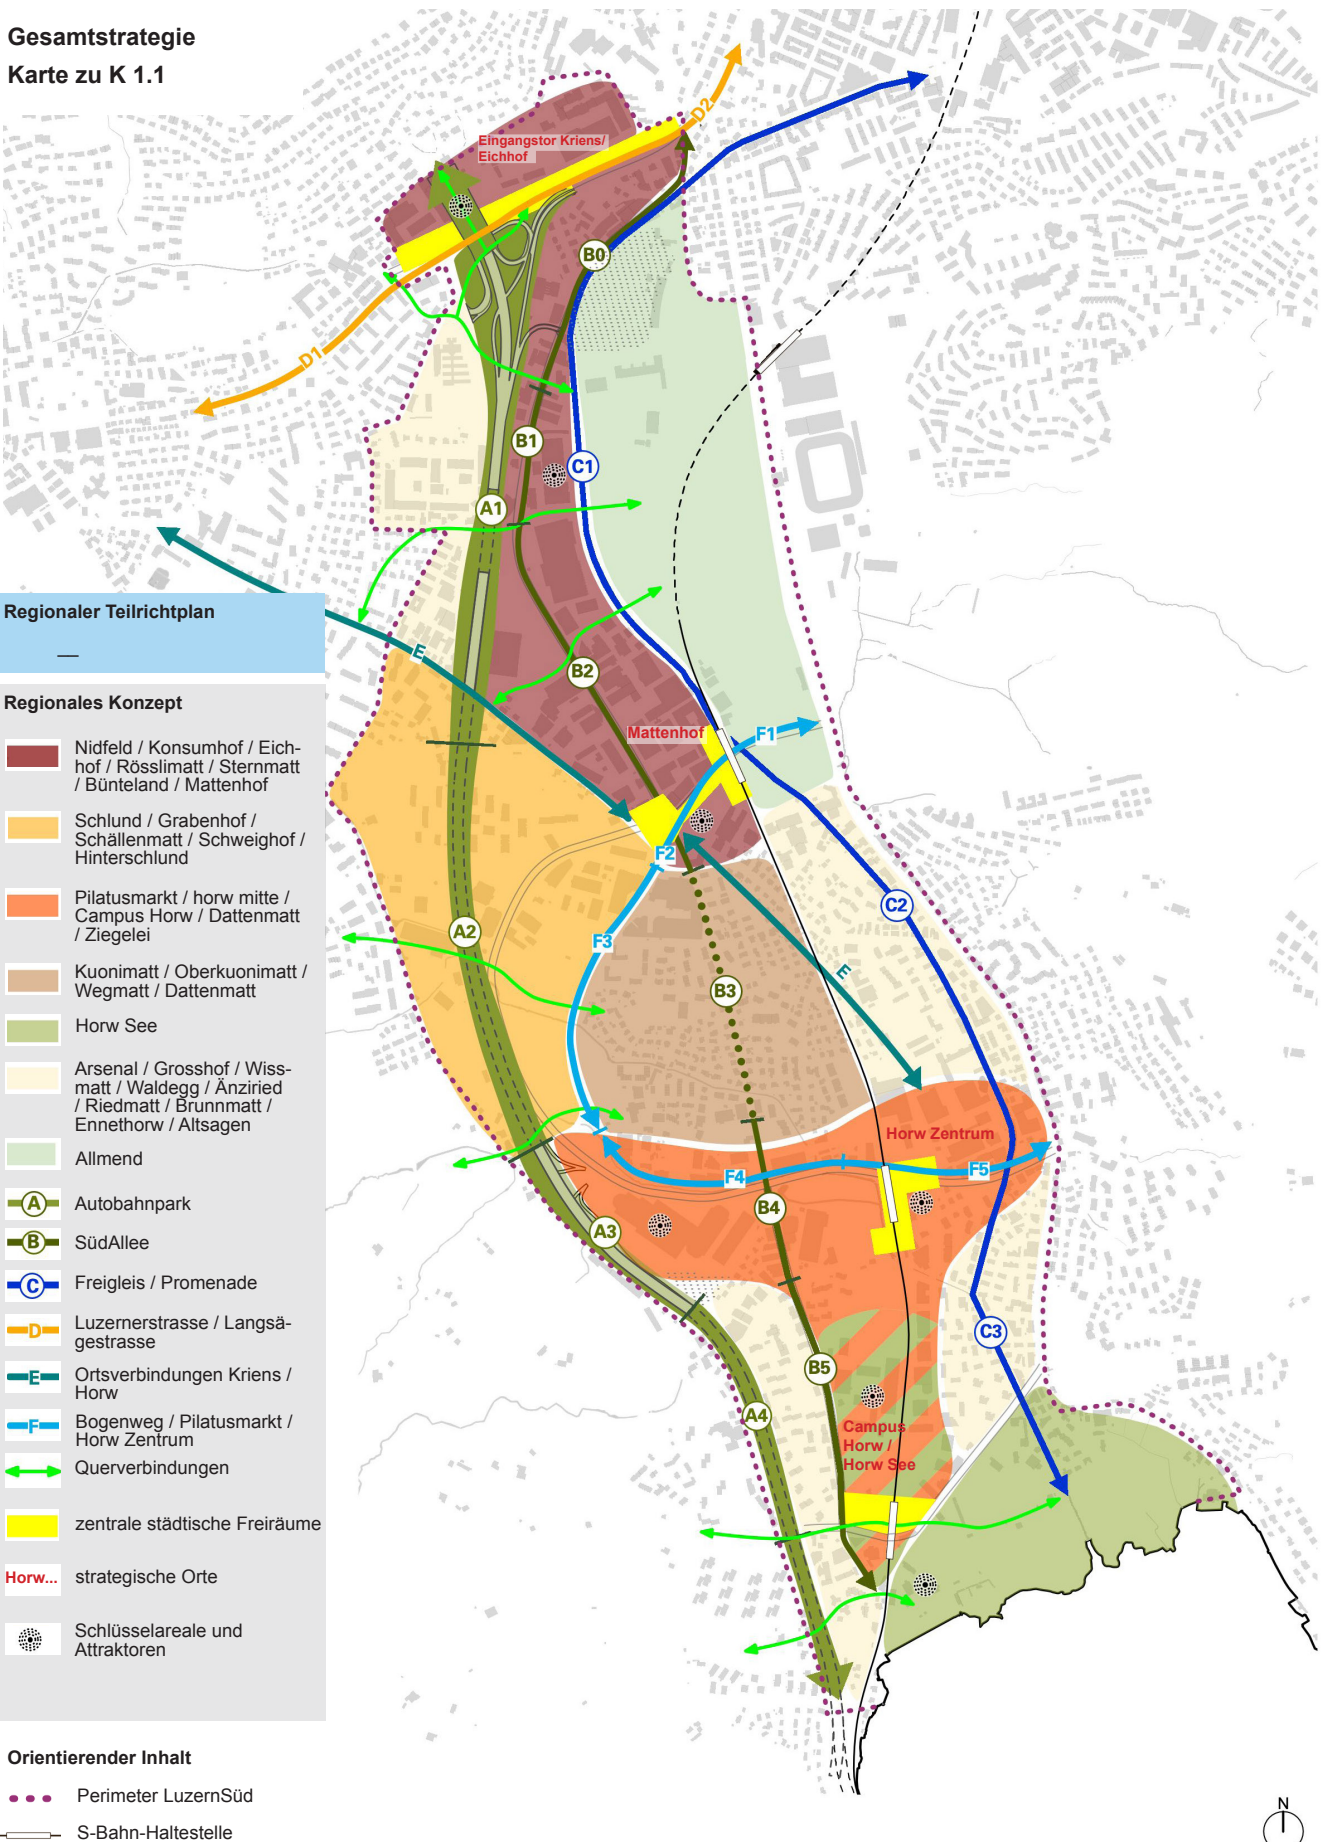 Gesamtstrategie
Karte zu K 1.1
Eingangstor Kriens/
Eichhof
D2
B0
D1
B1
C1
A1
Regionaler Teilrichtplan
—
E
B2
Mattenhof
F1
Regionales Konzept
Nidfeld / Konsumhof / Eich-
hof / Rösslimatt / Sternmatt
/ Bünteland / Mattenhof
Schlund / Grabenhof /
Schällenmatt / Schweighof /
Hinterschlund
Pilatusmarkt / horw mitte /
Campus Horw / Dattenmatt
/ Ziegelei
Kuonimatt / Oberkuonimatt /
Wegmatt / Dattenmatt
Horw See
Arsenal / Grosshof / Wiss-
matt / Waldegg / Änziried
/ Riedmatt / Brunnmatt /
Ennethorw / Altsagen
Allmend
A Autobahnpark
B SüdAllee
C Freigleis / Promenade
D Luzernerstrasse / Langsä-
gestrasse
E Ortsverbindungen Kriens /
Horw
F Bogenweg / Pilatusmarkt /
Horw Zentrum
Querverbindungen
zentrale städtische Freiräume
Horw... strategische Orte
Schlüsselareale und
Attraktoren
F2
C2
A2
F3
E
B3
Horw Zentrum
F4
F5
B4
A3
C3
B5
A4
Campus
Horw /
Horw See
Orientierender Inhalt
Perimeter LuzernSüd
S-Bahn-Haltestelle
N